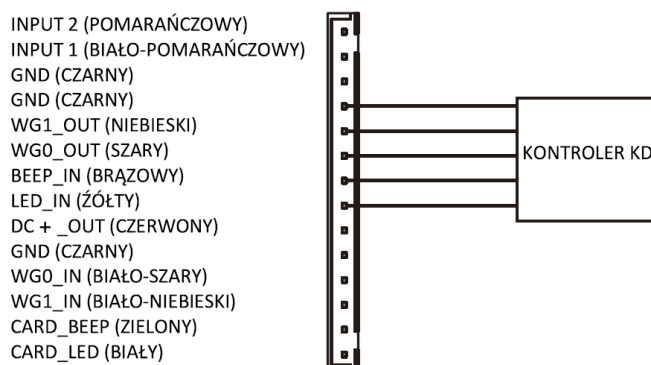 INPUT 2 (POMARAŃCZOWY)
INPUT 1 (BIAŁO-POMARAŃCZOWY)
GND (CZARNY)
GND (CZARNY)
WG1_OUT (NIEBIESKI)
WG0_OUT (SZARY)
BEEP_IN (BRĄZOWY)
LED_IN (ŹÓŁTY)
DC + _OUT (CZERWONY)
GND (CZARNY)
WG0_IN (BIAŁO-SZARY)
WG1_IN (BIAŁO-NIEBIESKI)
CARD_BEEP (ZIELONY)
CARD_LED (BIAŁY)
KONTROLER KD